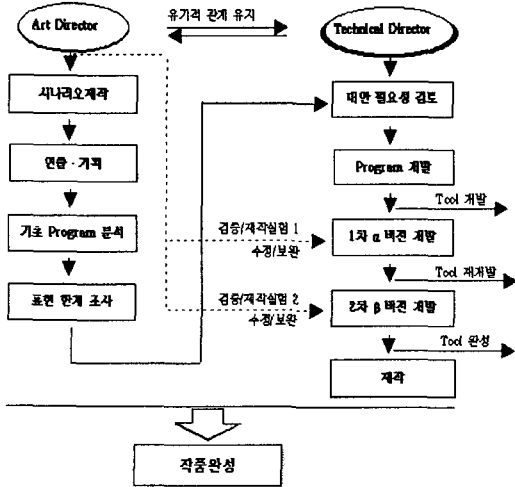 Art Director
유기적 관계 유지
Technical Director
시나리오제작
대안 필요성 검토
연출·기획
Program 개발
Tool 개발
기초 Program 분석
검증/제작실험 1
수정/보완
1차 α 버전 개발
Tool 재개발
표현 한계 조사
검증/제작실험 2
수정/보완
2차 β 버전 개발
Tool 완성
제작
작품완성